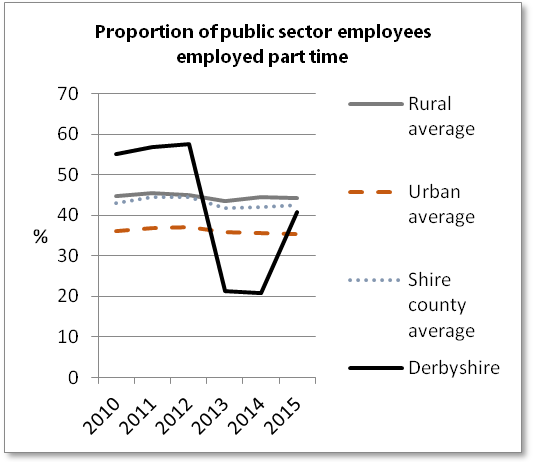 Proportion of public sector employees
employed part time
70
60
50
40
30
20
10
0
%
2010
2011
2012
2013
2014
2015
Rural
average
Urban
average
Shire
county
average
Derbyshire